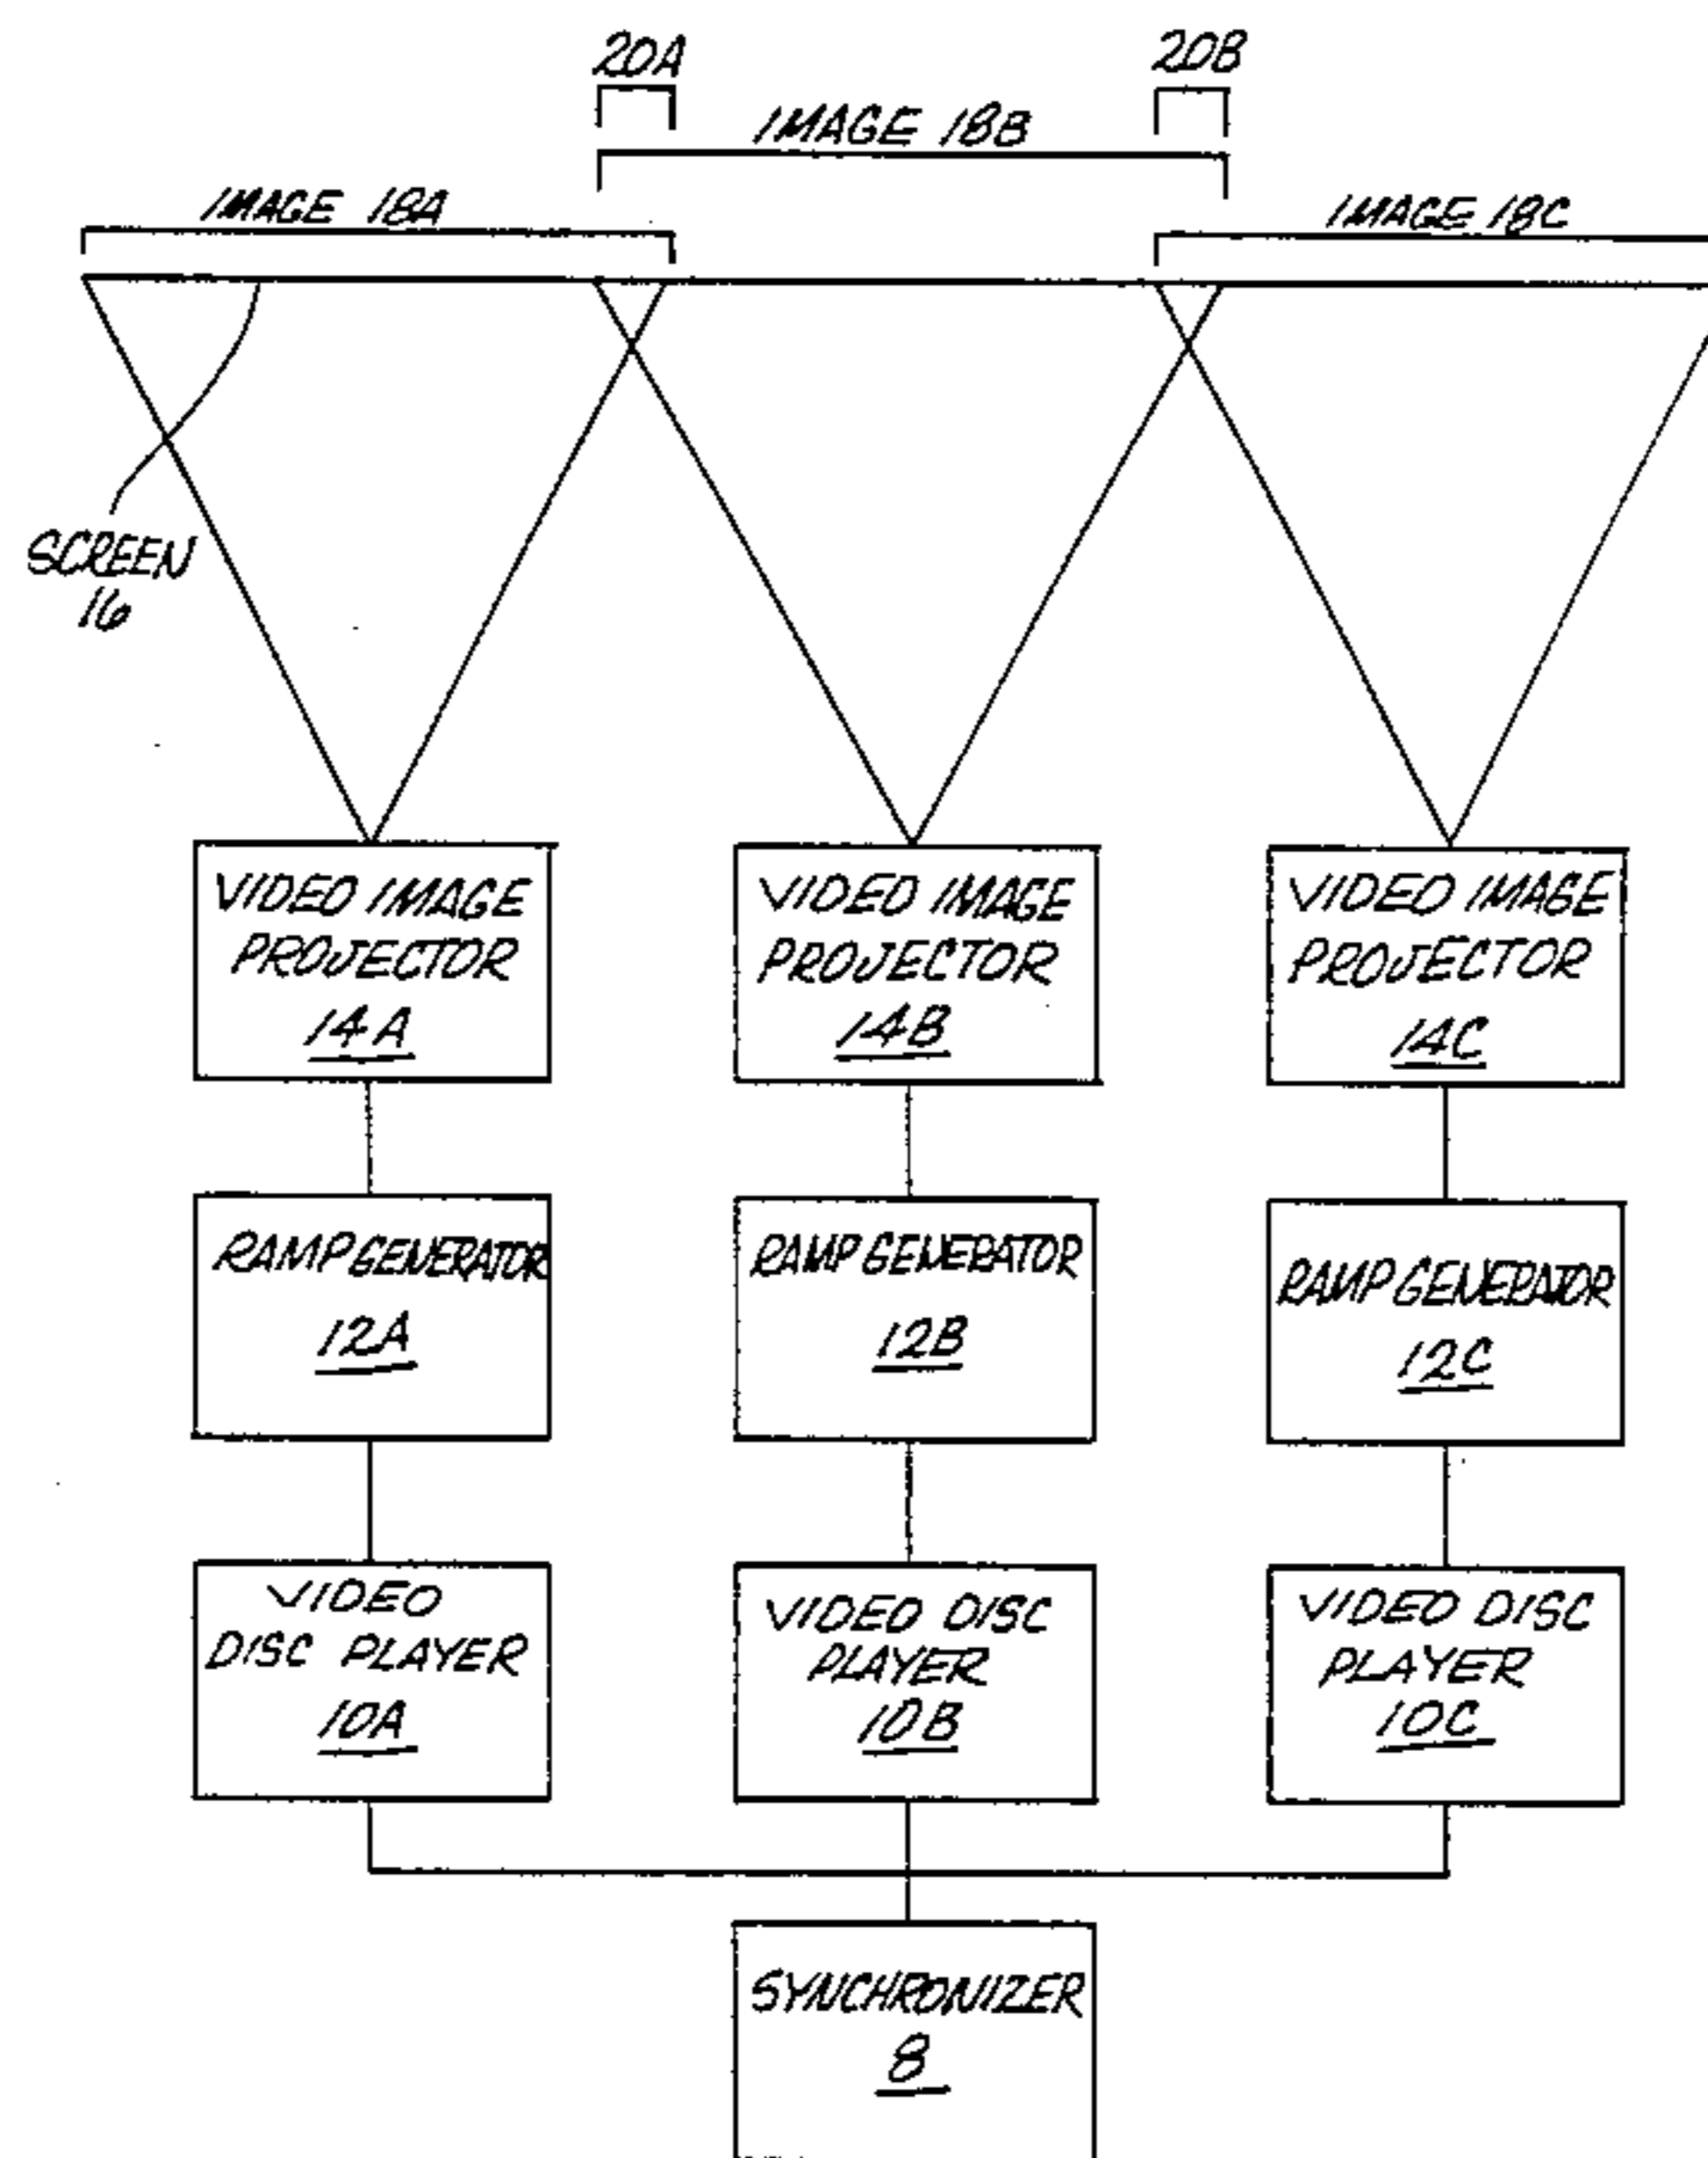 20A
20B
IMAGE 18B
IMAGE 18A
IMAGE 18C
SCREEN
16
VIDEO IMAGE
PROJECTOR
14A
VIDEO IMAGE
PROJECTOR
14B
VIDEO IMAGE
PROJECTOR
14C
RAMP GENERATOR
12A
RAMP GENERATOR
12B
RAMP GENERATOR
12C
VIDEO
DISC PLAYER
10A
VIDEO DISC
PLAYER
10B
VIDEO DISC
PLAYER
10C
SYNCHRONIZER
8